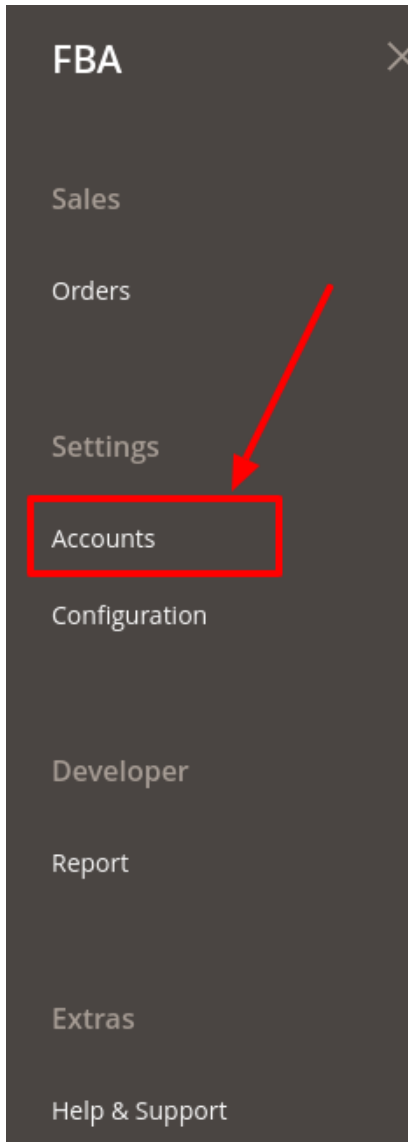 FBA
Sales
Orders
Settings
Accounts
Configuration
Developer
Report
Extras
Help & Support